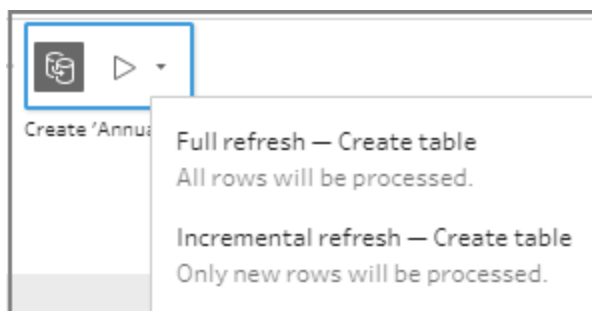 Create 'Annua
Full refresh — Create table
All rows will be processed.
Incremental refresh — Create table
Only new rows will be processed.